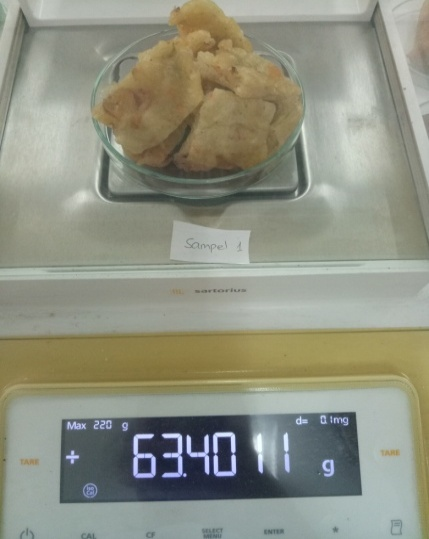 Sampel 1
sartorius
Max 220 g d= 0.1mg
TARE + 63.4011 g TARE
CAL CF SELECT MENU ENTER *